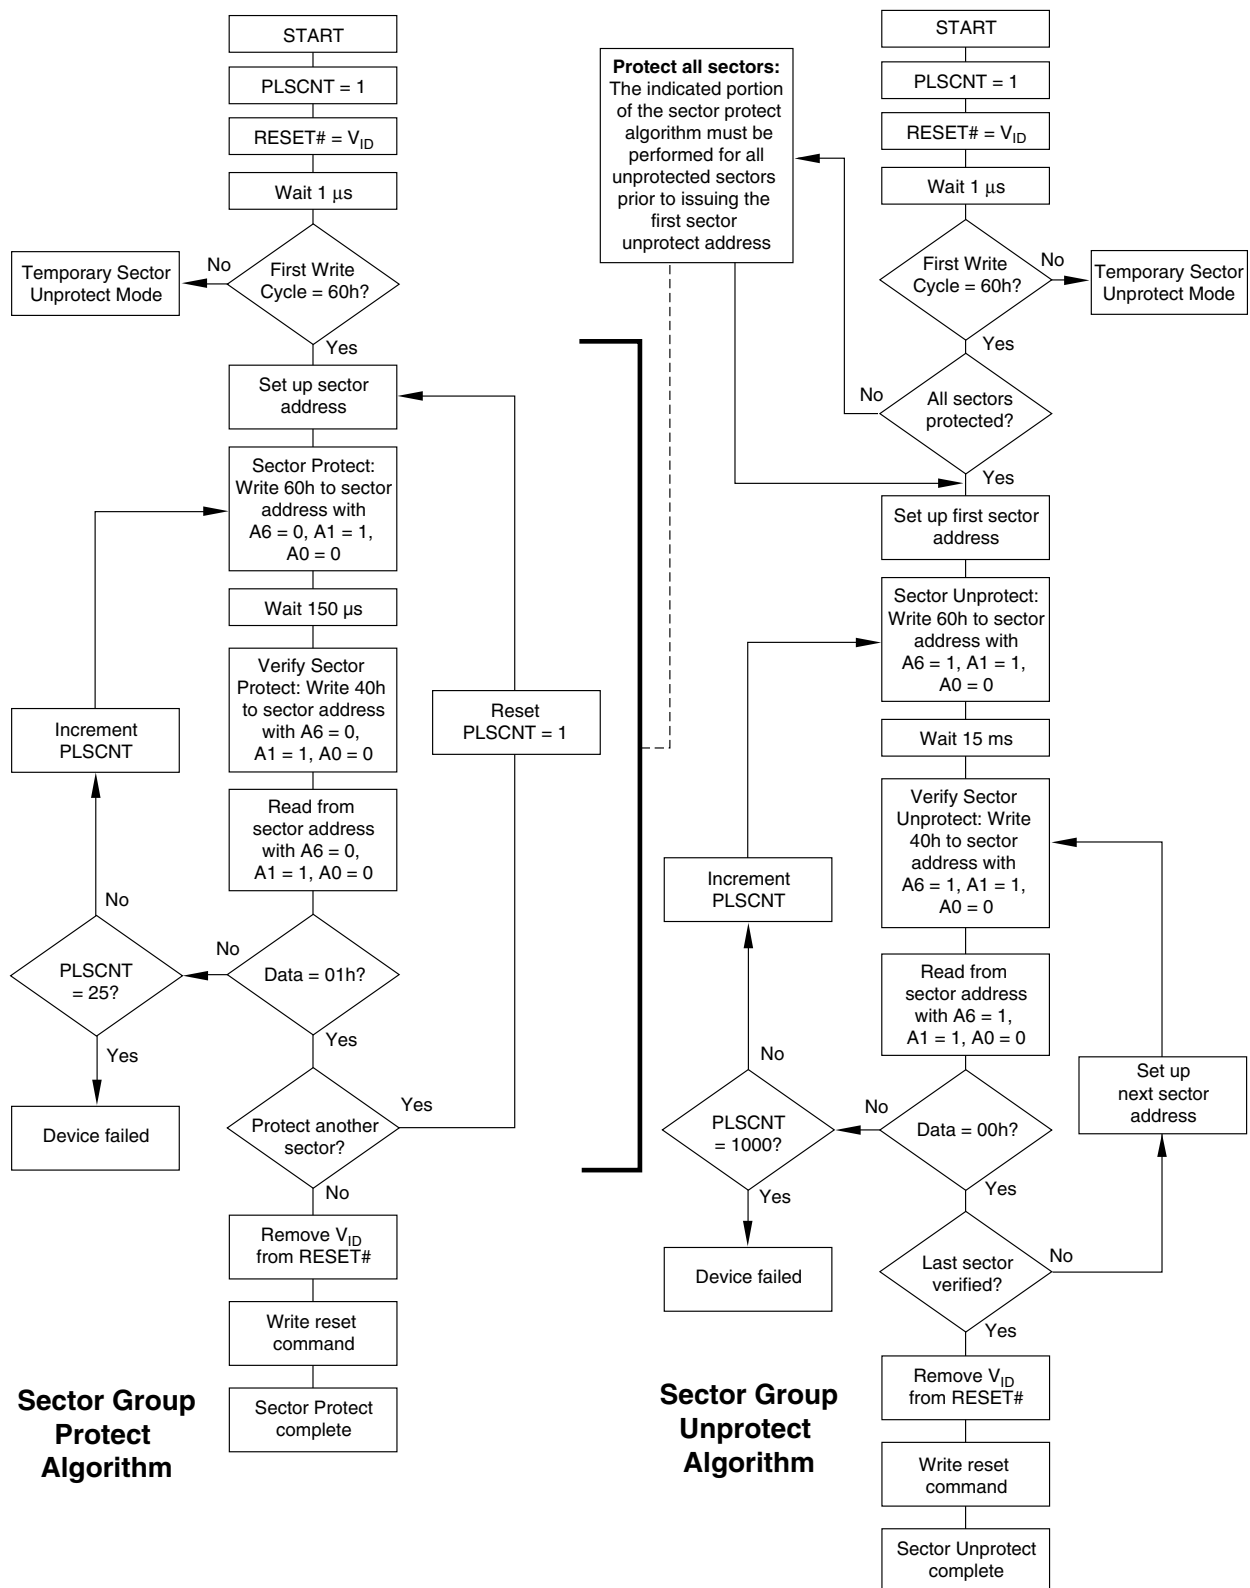 START
PLSCNT = 1
RESET# = VID
Wait 1 μs
First Write
Cycle = 60h?
No
Temporary Sector
Unprotect Mode
Yes
Set up sector
address
Sector Protect:
Write 60h to sector
address with
A6 = 0, A1 = 1,
A0 = 0
Wait 150 µs
Verify Sector
Protect: Write 40h
to sector address
with A6 = 0,
A1 = 1, A0 = 0
Reset
PLSCNT = 1
Increment
PLSCNT
Read from
sector address
with A6 = 0,
A1 = 1, A0 = 0
No
No
Data = 01h?
PLSCNT
= 25?
Yes
Yes
Device failed
Protect another
sector?
Yes
No
Remove VID
from RESET#
Write reset
command
Sector Protect
complete
Sector Group
Protect
Algorithm
Protect all sectors:
The indicated portion
of the sector protect
algorithm must be
performed for all
unprotected sectors
prior to issuing the
first sector
unprotect address
START
PLSCNT = 1
RESET# = VID
Wait 1 μs
First Write
Cycle = 60h?
No
Temporary Sector
Unprotect Mode
Yes
No
All sectors
protected?
Yes
Set up first sector
address
Sector Unprotect:
Write 60h to sector
address with
A6 = 1, A1 = 1,
A0 = 0
Wait 15 ms
Verify Sector
Unprotect: Write
40h to sector
address with
A6 = 1, A1 = 1,
A0 = 0
Increment
PLSCNT
Read from
sector address
with A6 = 1,
A1 = 1, A0 = 0
No
Set up
next sector
address
No
Data = 00h?
PLSCNT
= 1000?
Yes
Yes
Device failed
Last sector
verified?
No
Yes
Remove VID
from RESET#
Write reset
command
Sector Unprotect
complete
Sector Group
Unprotect
Algorithm